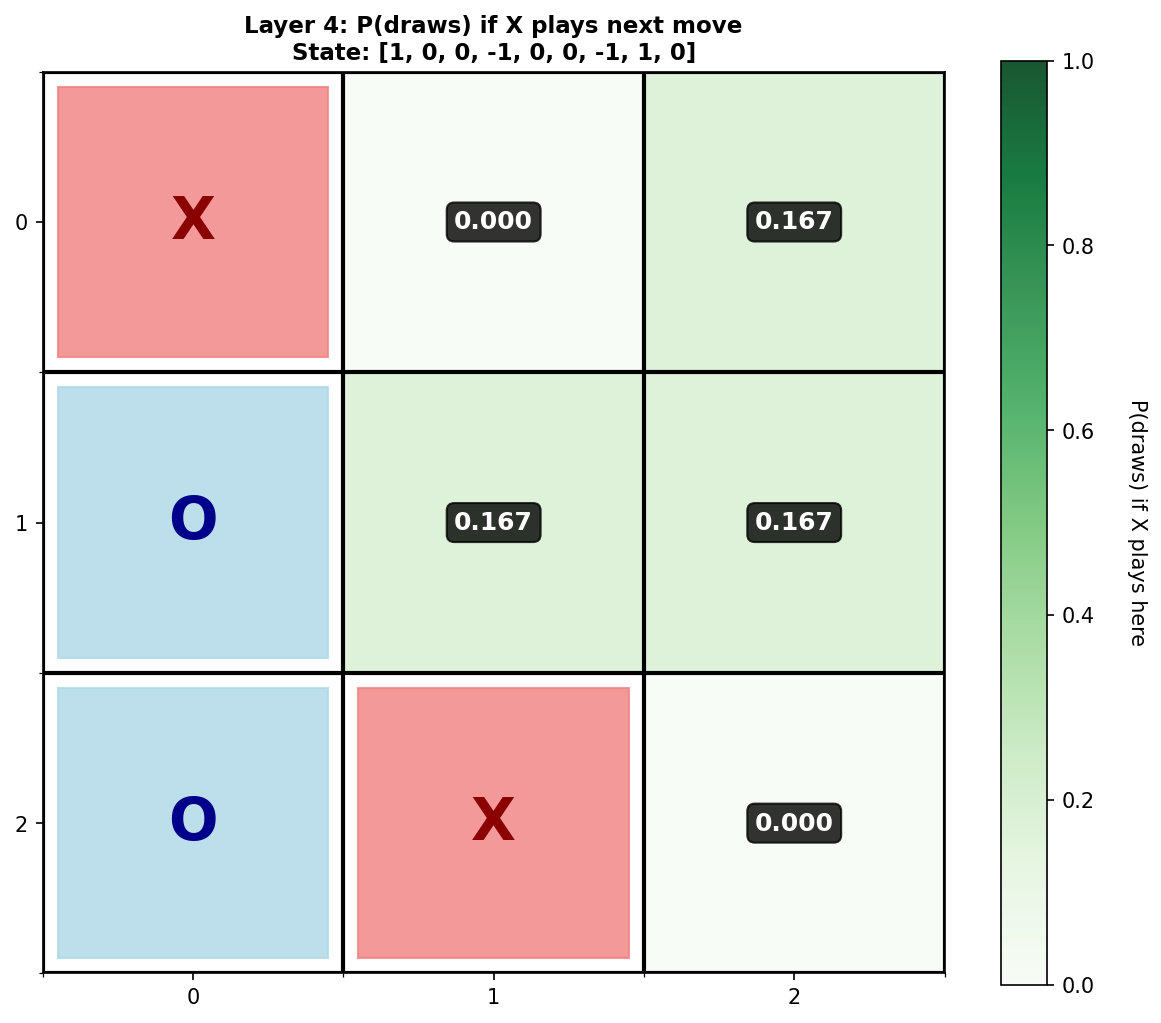 Layer 4: P(draws) if X plays next move
State: [1, 0, 0, -1, 0, 0, -1, 1, 0]
X
0.000
0.167
O
0.167
0.167
O
X
0.000
0
1
2
0
1
2
1.0
0.8
0.6
0.4
0.2
0.0
P(draws) if X plays here